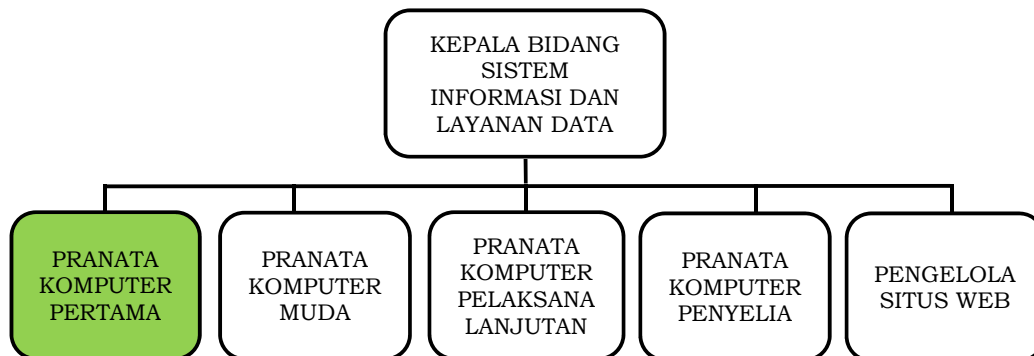 KEPALA BIDANG
SISTEM
INFORMASI DAN
LAYANAN DATA
PRANATA
KOMPUTER
PERTAMA
PRANATA
KOMPUTER
MUDA
PRANATA
KOMPUTER
PELAKSANA
LANJUTAN
PRANATA
KOMPUTER
PENYELIA
PENGELOLA
SITUS WEB